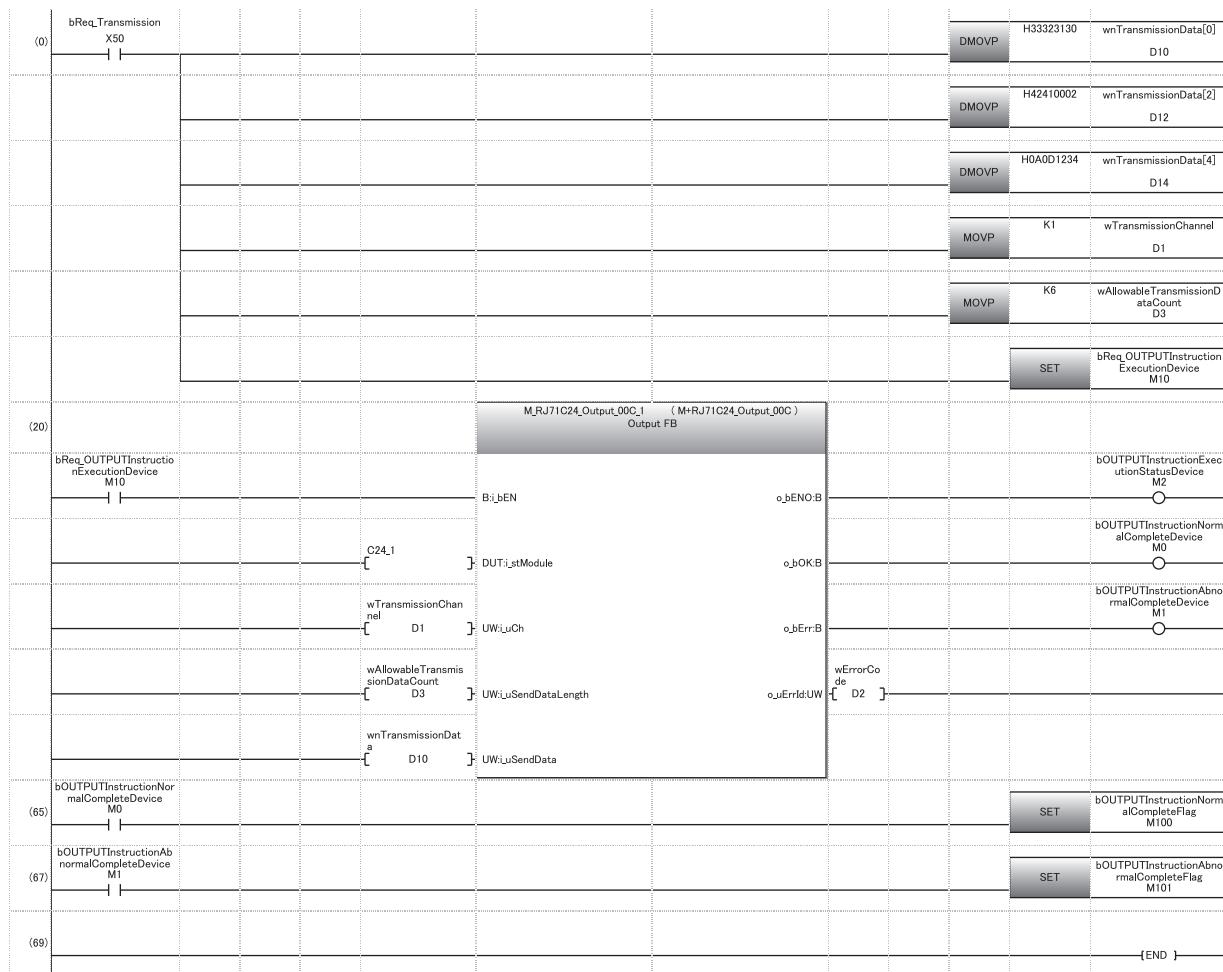 bReq_Transmission
(0)
X50
DMOVP
H33323130
wnTransmissionData[0]
D10
DMOVP
H42410002
wnTransmissionData[2]
D12
DMOVP
H0A0D1234
wnTransmissionData[4]
D14
MOVP
K1
wTransmissionChannel
D1
MOVP
K6
wAllowableTransmissionD
ataCount
D3
SET
bReq_OUTPUTInstruction
ExecutionDevice
M10
(20)
M_RJ71C24_Output_00C_1 ( M+RJ71C24_Output_00C )
Output FB
bReq_OUTPUTInstructio
nExecutionDevice
M10
B:i_bEN
o_bENO:B
bOUTPUTInstructionExec
utionStatusDevice
M2
C24_1
DUT:i_stModule
o_bOK:B
bOUTPUTInstructionNorm
alCompleteDevice
M0
wTransmissionChan
nel
D1
UW:i_uCh
o_bErr:B
bOUTPUTInstructionAbno
rmalCompleteDevice
M1
wAllowableTransmis
sionDataCount
D3
UW:i_uSendDataLength
o_uErrId:UW
wErrorCo
de
D2
wnTransmissionDat
a
D10
UW:i_uSendData
bOUTPUTInstructionNor
malCompleteDevice
(65)
M0
SET
bOUTPUTInstructionNorm
alCompleteFlag
M100
bOUTPUTInstructionAb
normalCompleteDevice
(67)
M1
SET
bOUTPUTInstructionAbno
rmalCompleteFlag
M101
(69)
[END ]